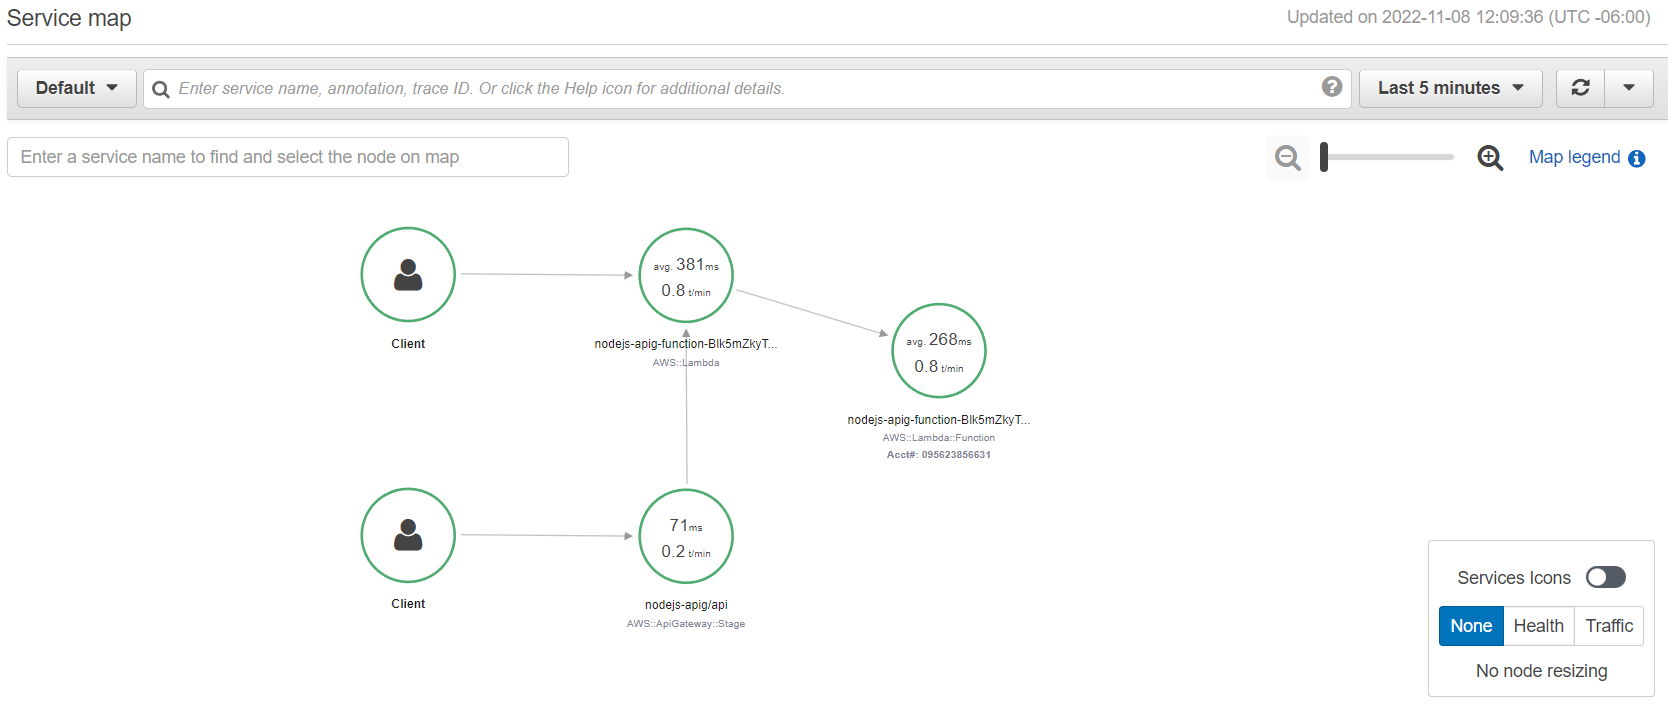 Service map
Updated on 2022-11-08 12:09:36 (UTC -06:00)
Default
Enter service name, annotation, trace ID. Or click the Help icon for additional details.
Last 5 minutes
Enter a service name to find and select the node on map
Map legend
avg. 381ms
0.8 t/min
Client
nodejs-apig-function-BIk5mZkyT...
AWS::Lambda
avg. 268ms
0.8 t/min
nodejs-apig-function-BIk5mZkyT...
AWS::Lambda::Function
Acct#: 095623856631
71ms
0.2 t/min
Client
nodejs-apig/api
AWS::ApiGateway::Stage
Services Icons
None Health Traffic
No node resizing